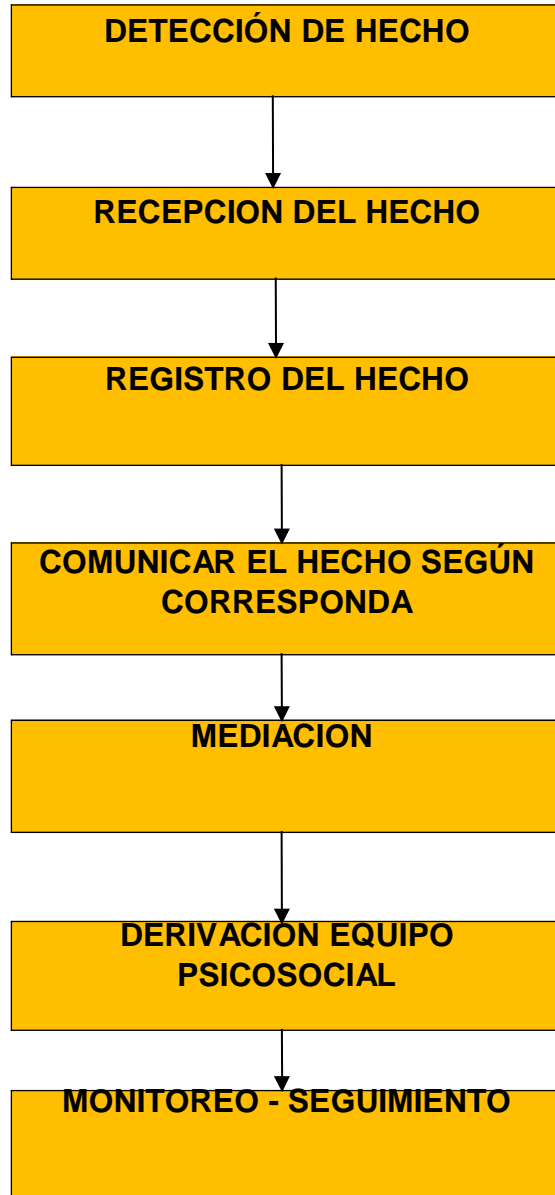 DETECCIÓN DE HECHO
RECEPCION DEL HECHO
REGISTRO DEL HECHO
COMUNICAR EL HECHO SEGÚN
CORRESPONDA
MEDIACION
DERIVACIÓN EQUIPO
PSICOSOCIAL
MONITOREO - SEGUIMIENTO